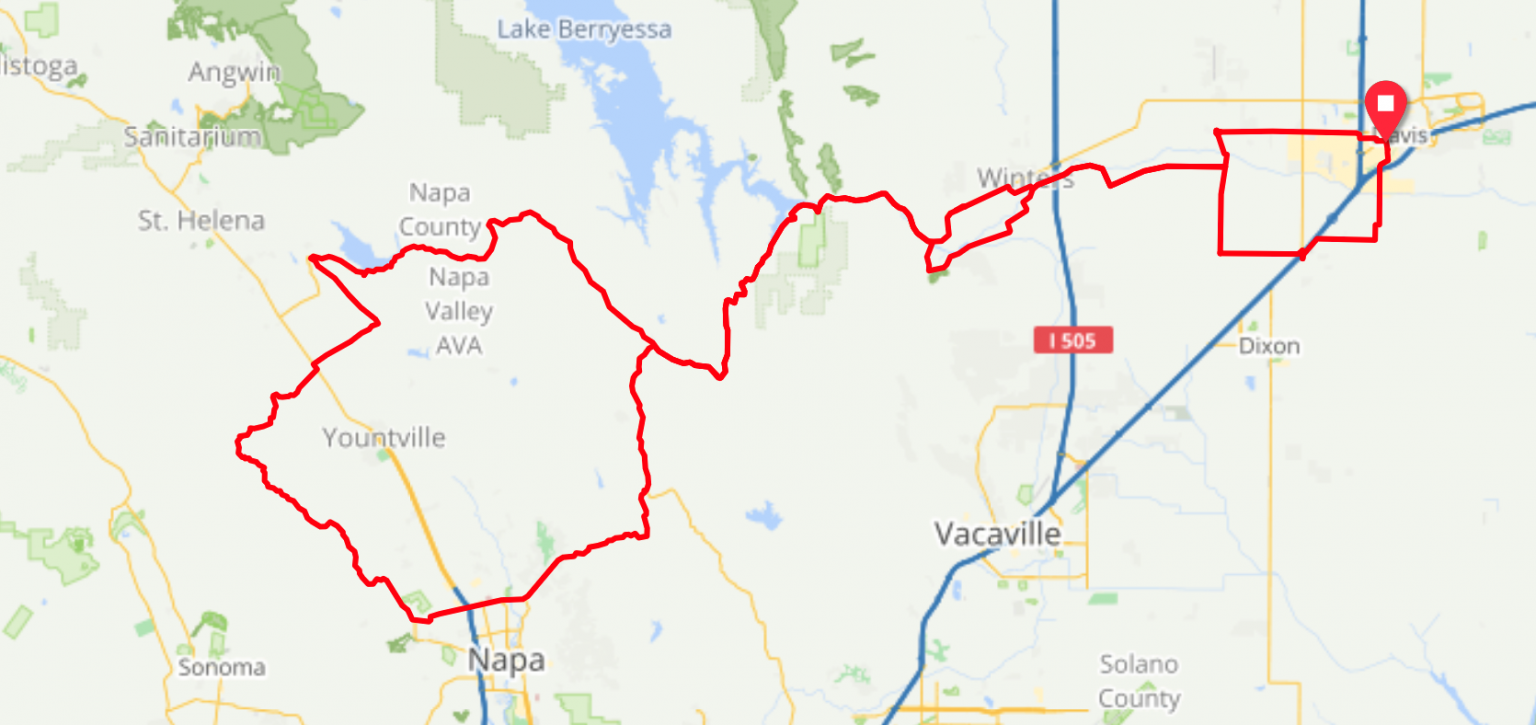 Lake Berryessa
listoga
Angwin
Sanitarium
Davis
Winters
Napa
County
St. Helena
Napa
Valley
AVA
I 505
Dixon
Yountville
Vacaville
Sonoma
Napa
Solano
County